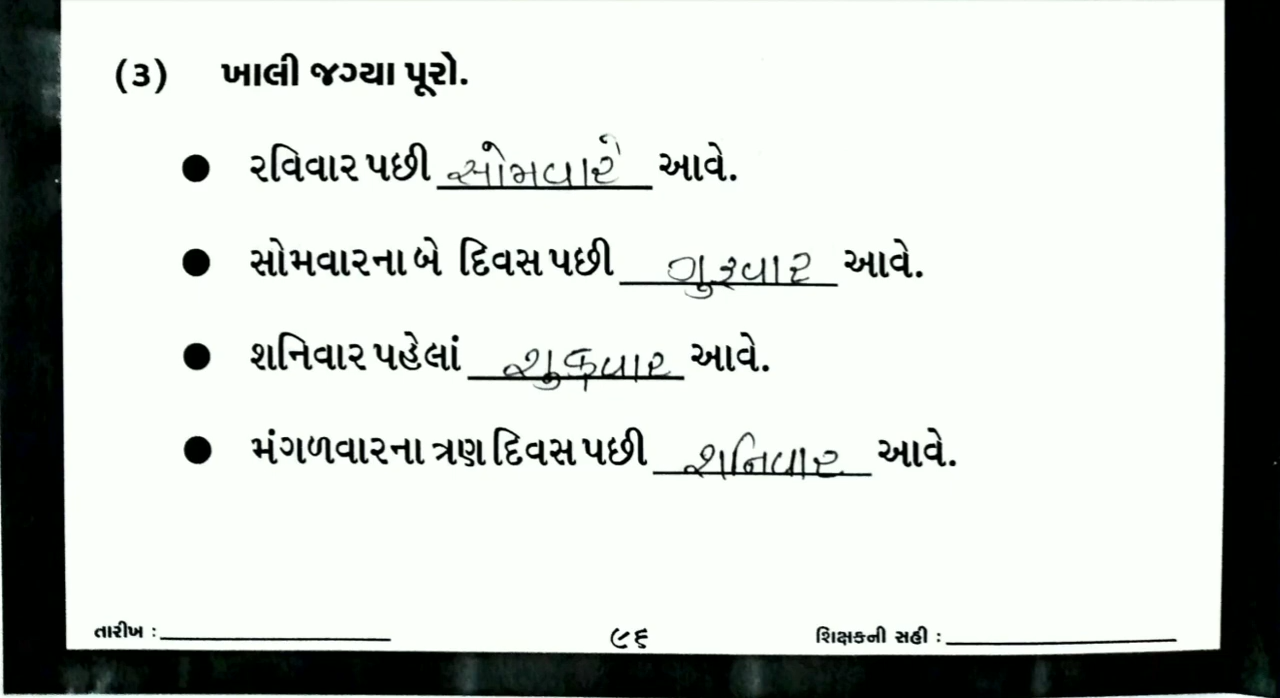 (૩) ખાલી જગ્યા પૂરો.
● રવિવાર પછી સોમવારે આવે.
● સોમવારના બે દિવસ પછી ગુરૂવાર આવે.
● શનિવાર પહેલાં શુક્રવાર આવે.
● મંગળવારના ત્રણ દિવસ પછી શનિવાર આવે.
તારીખ : ૯૬ શિક્ષકની સહી :